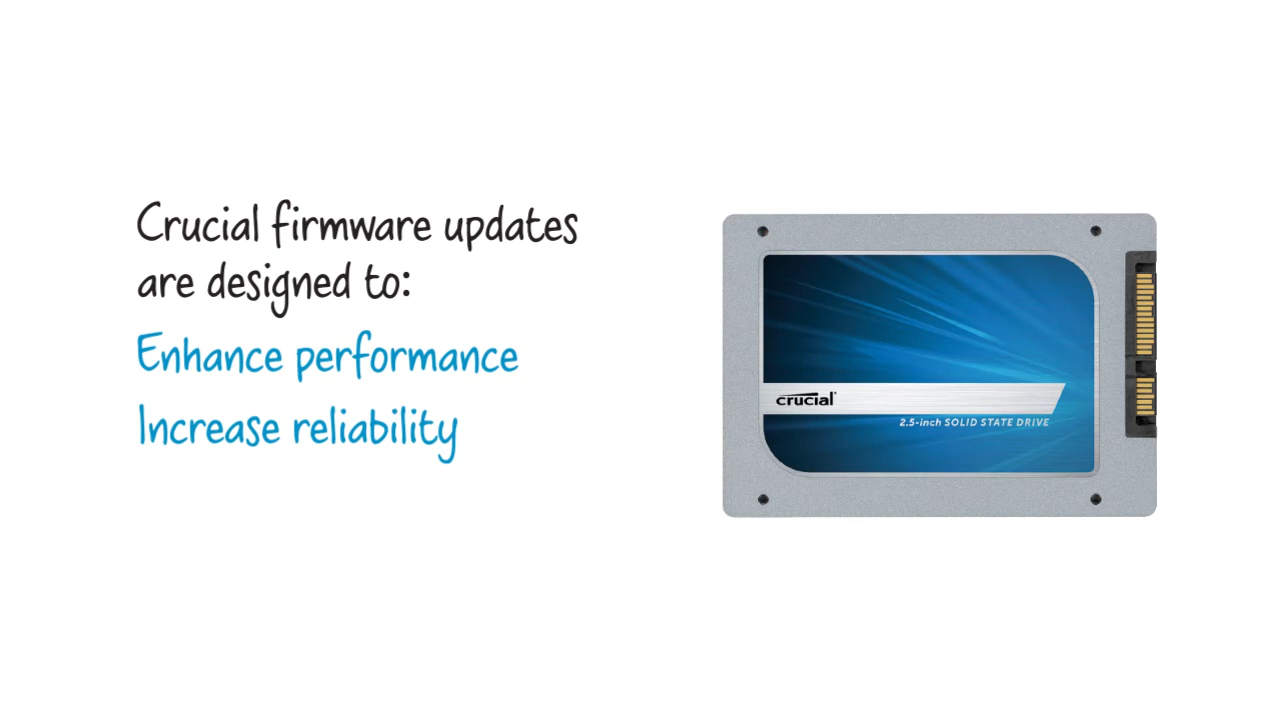 Crucial firmware updates
are designed to:
Enhance performance
Increase reliability
crucial
2.5-inch SOLID STATE DRIVE